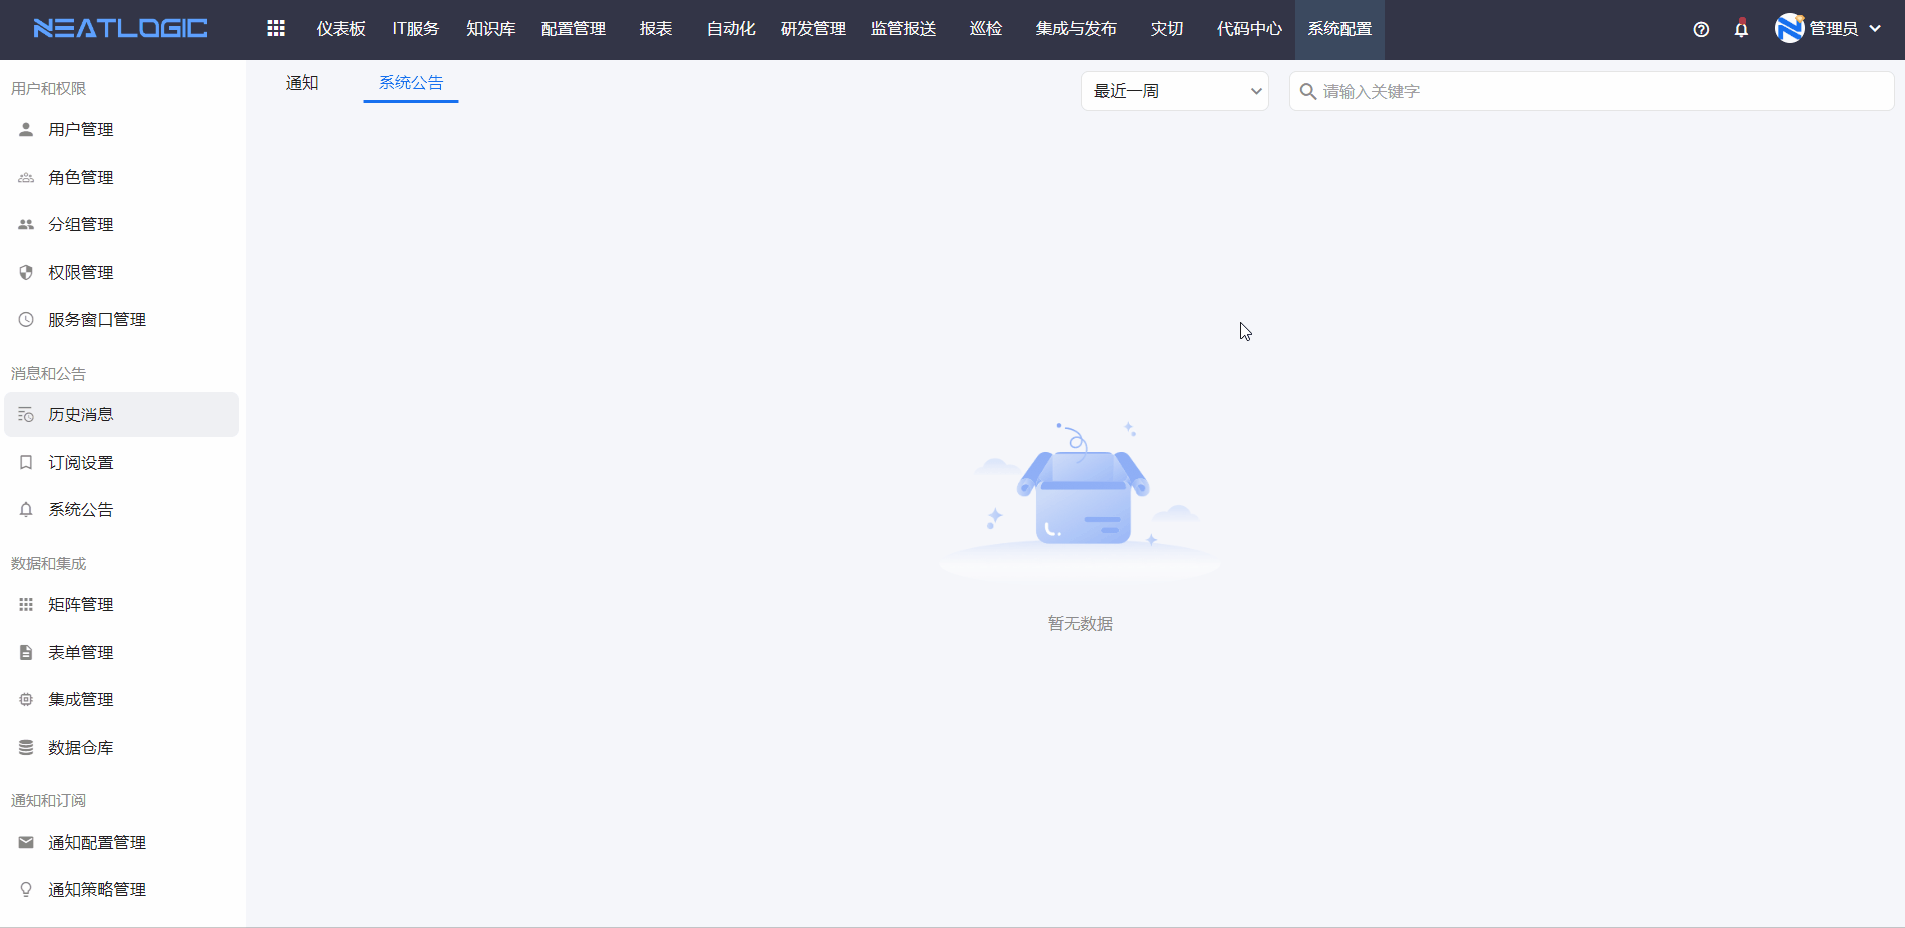 NEATLOGIC
仪表板 IT服务 知识库 配置管理 报表 自动化 研发管理 监管报送 巡检 集成与发布 灾切 代码中心 系统配置 管理员
用户和权限
用户管理
角色管理
分组管理
权限管理
服务窗口管理
消息和公告
历史消息
订阅设置
系统公告
数据和集成
矩阵管理
表单管理
集成管理
数据仓库
通知和订阅
通知配置管理
通知策略管理
通知 系统公告 最近一周 请输入关键字
暂无数据